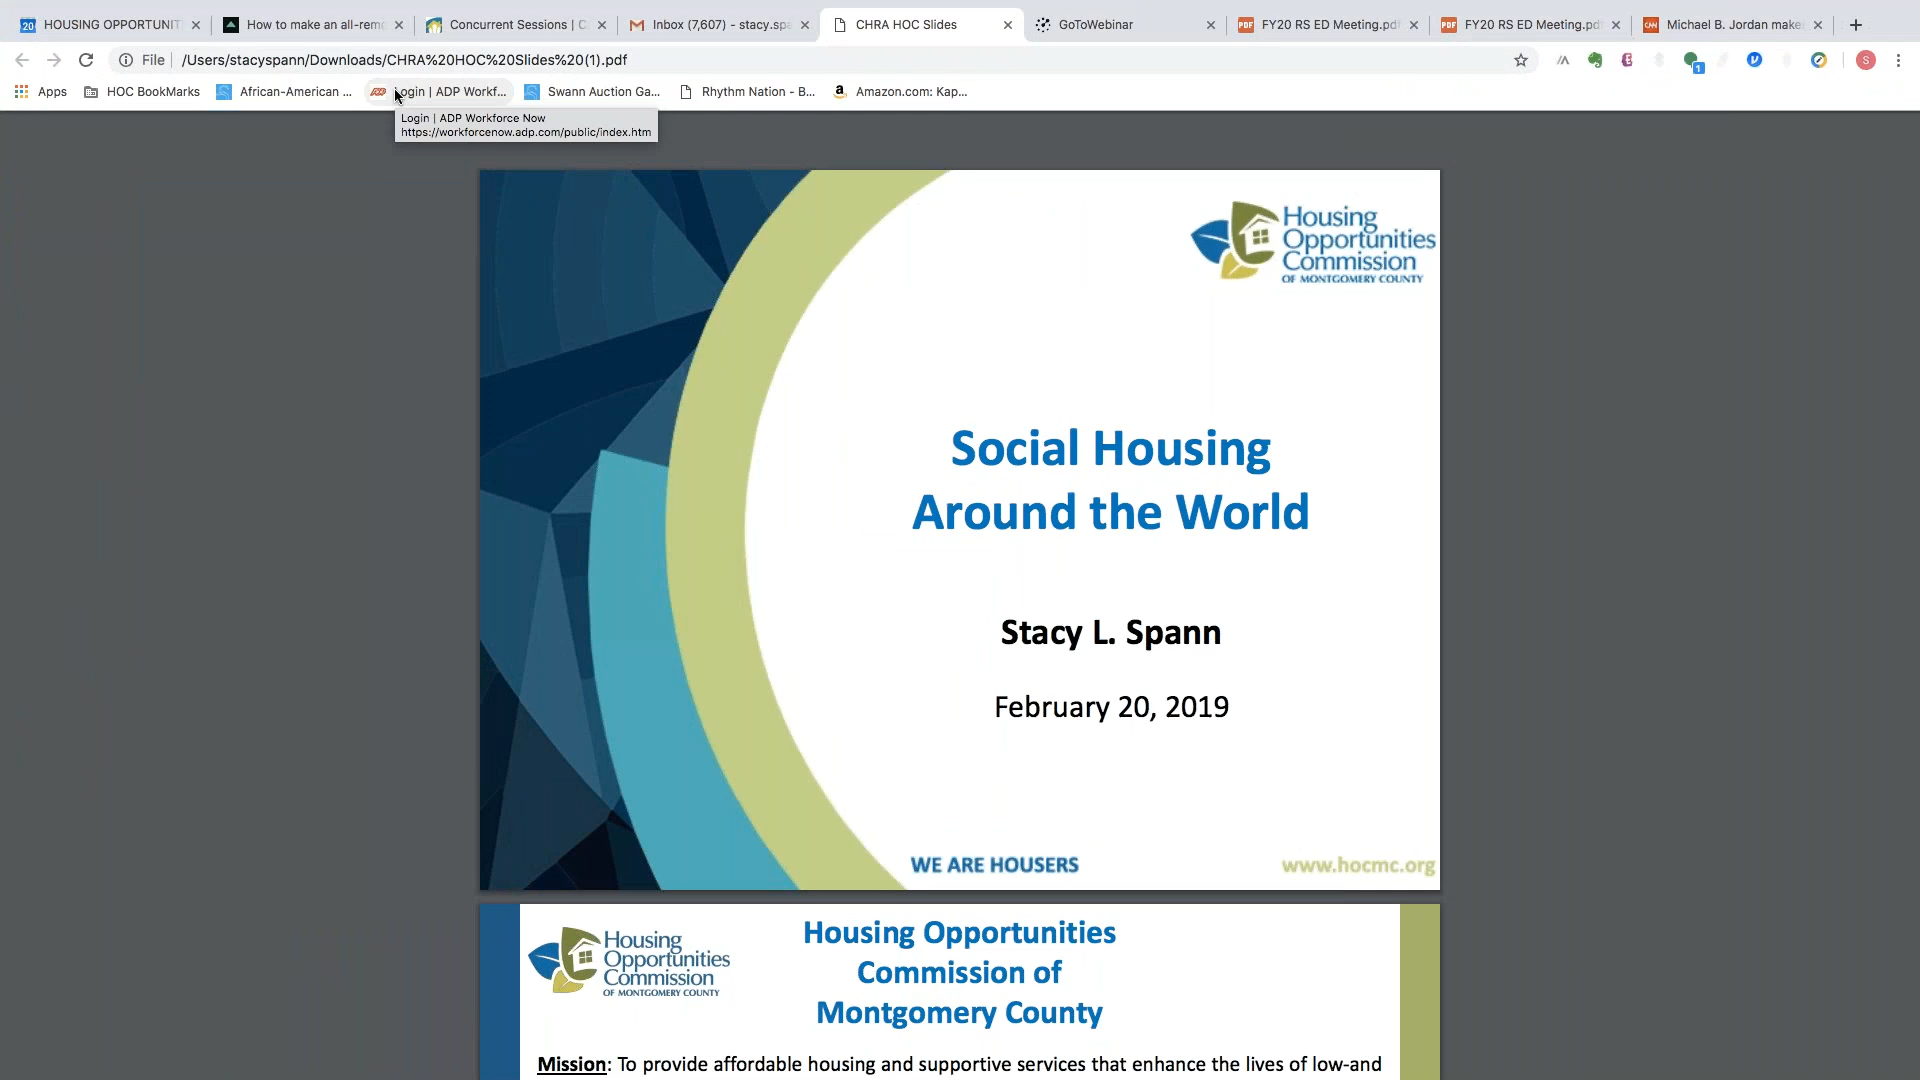 HOUSING OPPORTUNIT
How to make an all-rem
Concurrent Sessions | C
Inbox (7,607) - stacy.spa
CHRA HOC Slides
GoToWebinar
FY20 RS ED Meeting.pdf
FY20 RS ED Meeting.pdf
Michael B. Jordan make
File /Users/stacyspann/Downloads/CHRA%20HOC%20Slides%20(1).pdf
Apps
HOC BookMarks
African-American ...
Login | ADP Workf...
Swann Auction Ga...
Rhythm Nation - B...
Amazon.com: Kap...
Login | ADP Workforce Now
https://workforcenow.adp.com/public/index.htm
Housing
Opportunities
Commission
OF MONTGOMERY COUNTY
Social Housing
Around the World
Stacy L. Spann
February 20, 2019
WE ARE HOUSERS
www.hocmc.org
Housing
Opportunities
Commission
OF MONTGOMERY COUNTY
Housing Opportunities
Commission of
Montgomery County
Mission: To provide affordable housing and supportive services that enhance the lives of low-and